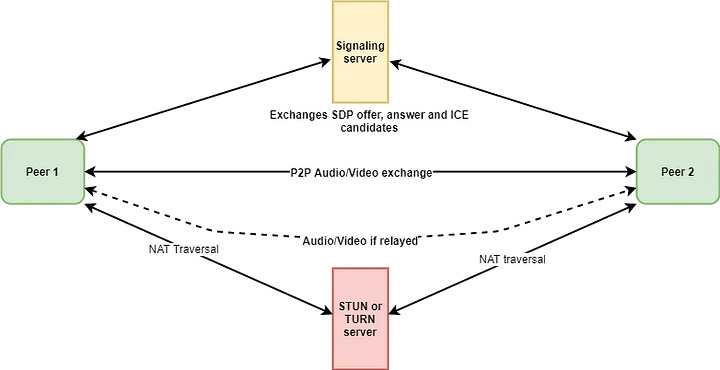 Signaling
server
Exchanges SDP offer, answer and ICE
candidates
Peer 1
P2P Audio/Video exchange
Peer 2
Audio/Video if relayed
NAT Traversal
NAT traversal
STUN or
TURN
server